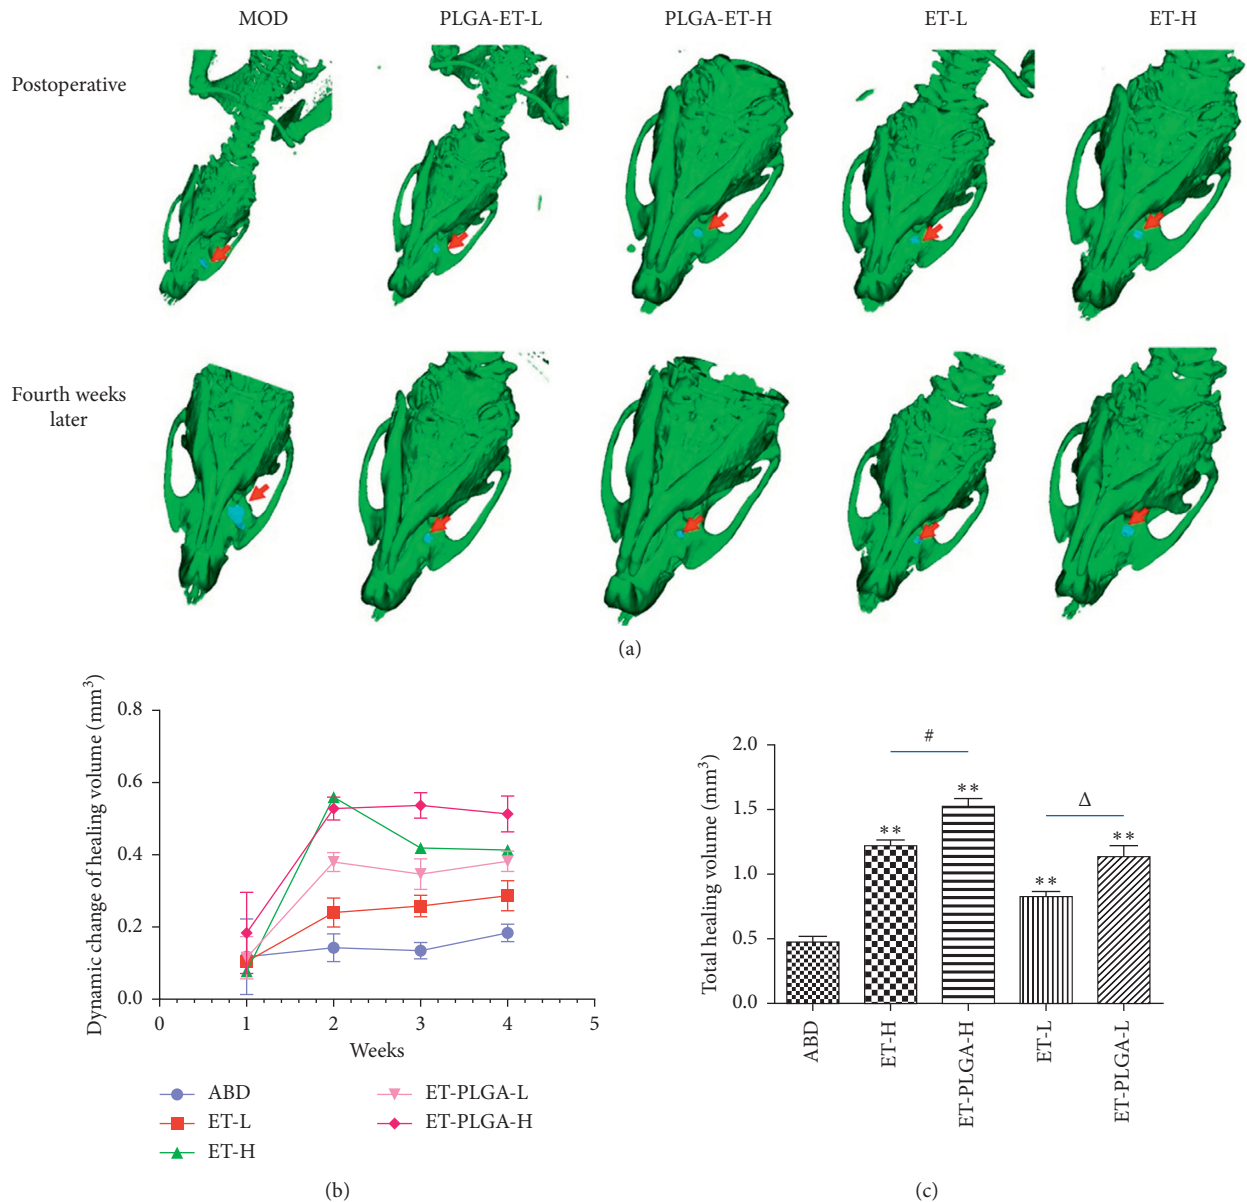 MOD PLGA-ET-L PLGA-ET-H ET-L ET-H
Postoperative
Fourth weeks
later
(a)
Dynamic change of healing volume (mm³)
0.8
0.6
0.4
0.2
0.0
0 1 2 3 4 5
Weeks
ABD
ET-L
ET-H
ET-PLGA-L
ET-PLGA-H
(b)
Total healing volume (mm³)
2.0
1.5
1.0
0.5
0.0
#
Δ
**
**
**
**
ABD
ET-H
ET-PLGA-H
ET-L
ET-PLGA-L
(c)